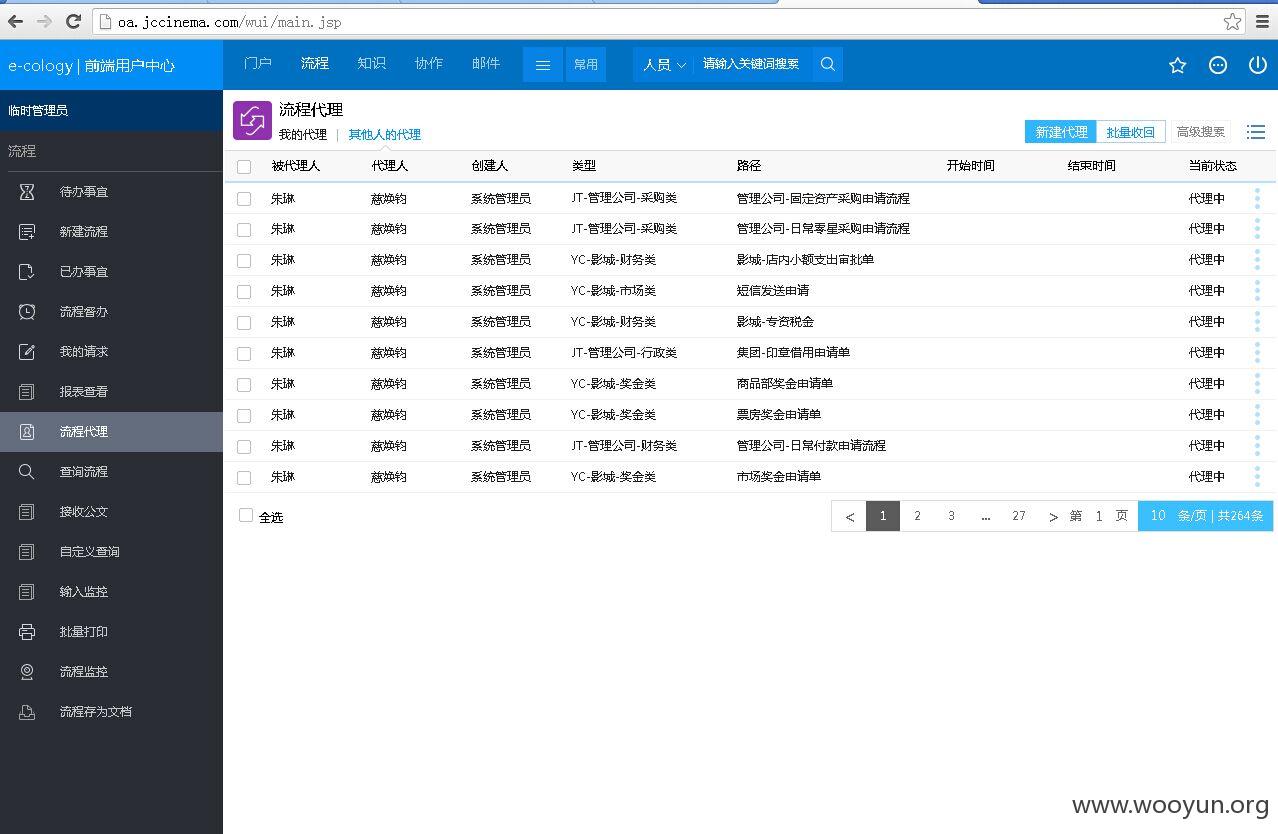 oa.jccinema.com/wui/main.jsp
e-cology | 前端用户中心
门户 流程 知识 协作 邮件 常用 人员 请输入关键词搜索
临时管理员
流程
待办事宜
新建流程
已办事宜
流程督办
我的请求
报表查看
流程代理
查询流程
接收公文
自定义查询
输入监控
批量打印
流程监控
流程存为文档
流程代理
我的代理 | 其他人的代理
新建代理 批量收回 高级搜索
被代理人 代理人 创建人 类型 路径 开始时间 结束时间 当前状态
朱琳 慈焕钧 系统管理员 JT-管理公司-采购类 管理公司-固定资产采购申请流程 代理中
朱琳 慈焕钧 系统管理员 JT-管理公司-采购类 管理公司-日常零星采购申请流程 代理中
朱琳 慈焕钧 系统管理员 YC-影城-财务类 影城-店内小额支出审批单 代理中
朱琳 慈焕钧 系统管理员 YC-影城-市场类 短信发送申请 代理中
朱琳 慈焕钧 系统管理员 YC-影城-财务类 影城-专资税金 代理中
朱琳 慈焕钧 系统管理员 JT-管理公司-行政类 集团-印章借用申请单 代理中
朱琳 慈焕钧 系统管理员 YC-影城-奖金类 商品部奖金申请单 代理中
朱琳 慈焕钧 系统管理员 YC-影城-奖金类 票房奖金申请单 代理中
朱琳 慈焕钧 系统管理员 JT-管理公司-财务类 管理公司-日常付款申请流程 代理中
朱琳 慈焕钧 系统管理员 YC-影城-奖金类 市场奖金申请单 代理中
全选
< 1 2 3 ... 27 > 第 1 页 10 条/页 | 共264条
www.wooyun.org